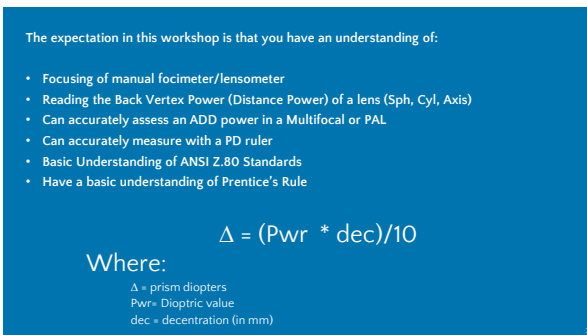 The expectation in this workshop is that you have an understanding of:
• Focusing of manual focimeter/lensometer
• Reading the Back Vertex Power (Distance Power) of a lens (Sph, Cyl, Axis)
• Can accurately assess an ADD power in a Multifocal or PAL
• Can accurately measure with a PD ruler
• Basic Understanding of ANSI Z.80 Standards
• Have a basic understanding of Prentice's Rule
Δ = (Pwr * dec)/10
Where:
Δ = prism diopters
Pwr= Dioptric value
dec = decentration (in mm)